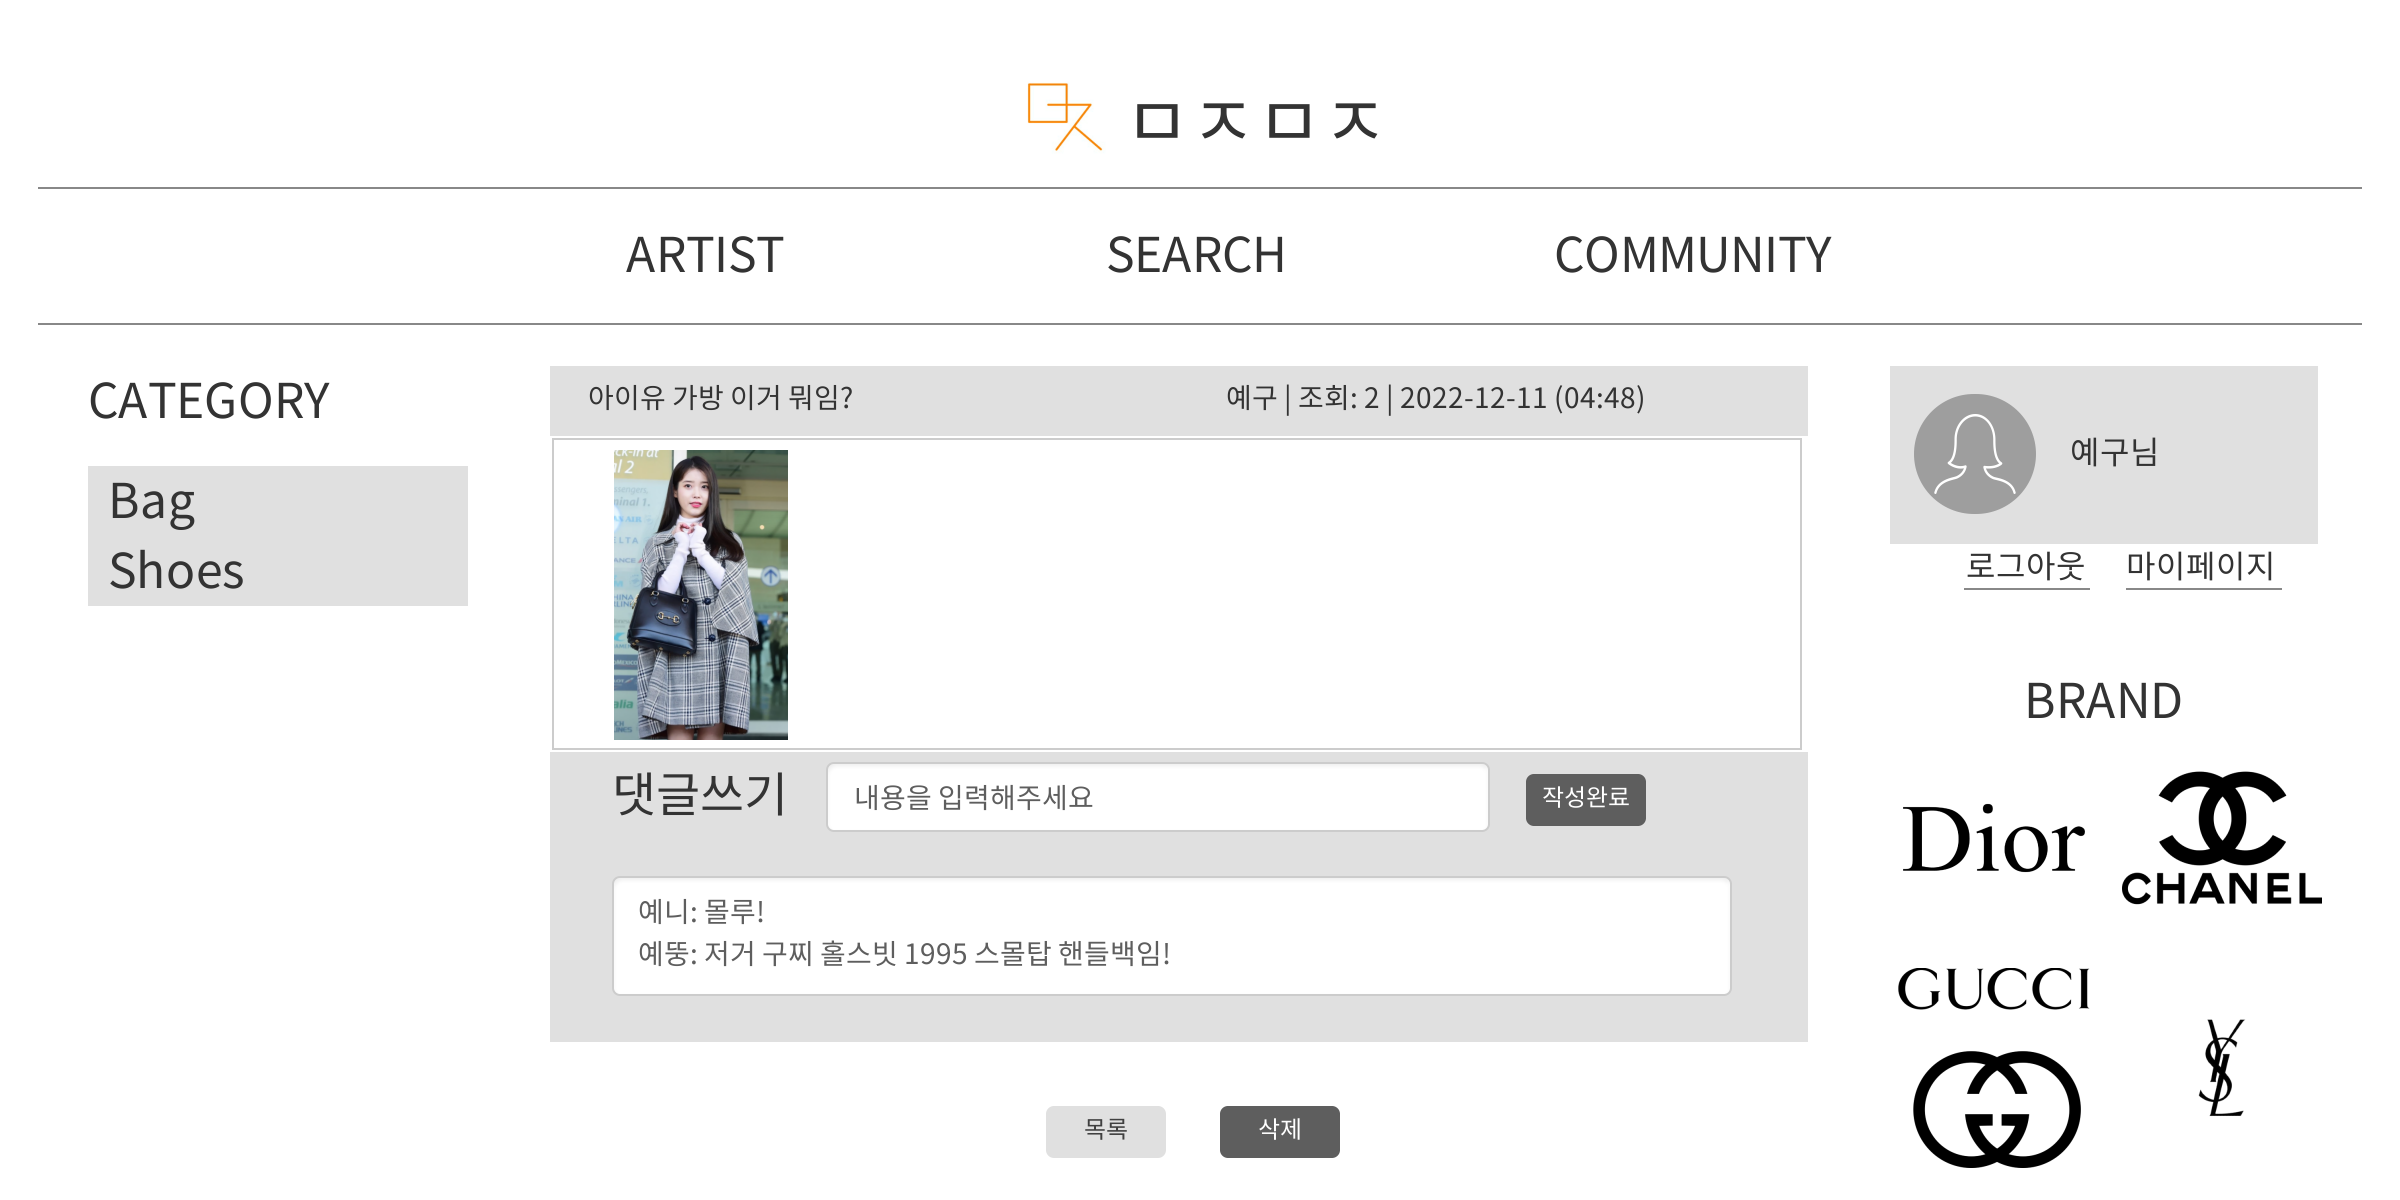 ㅁㅈㅁㅈ
ARTIST SEARCH COMMUNITY
CATEGORY
Bag
Shoes
아이유 가방 이거 뭐임? 예구 | 조회: 2 | 2022-12-11 (04:48)
예구님
로그아웃 마이페이지
댓글쓰기 내용을 입력해주세요 작성완료
예니: 몰루!
예뚱: 저거 구찌 홀스빗 1995 스몰탑 핸들백임!
목록 삭제
BRAND
Dior
CHANEL
GUCCI
YSL